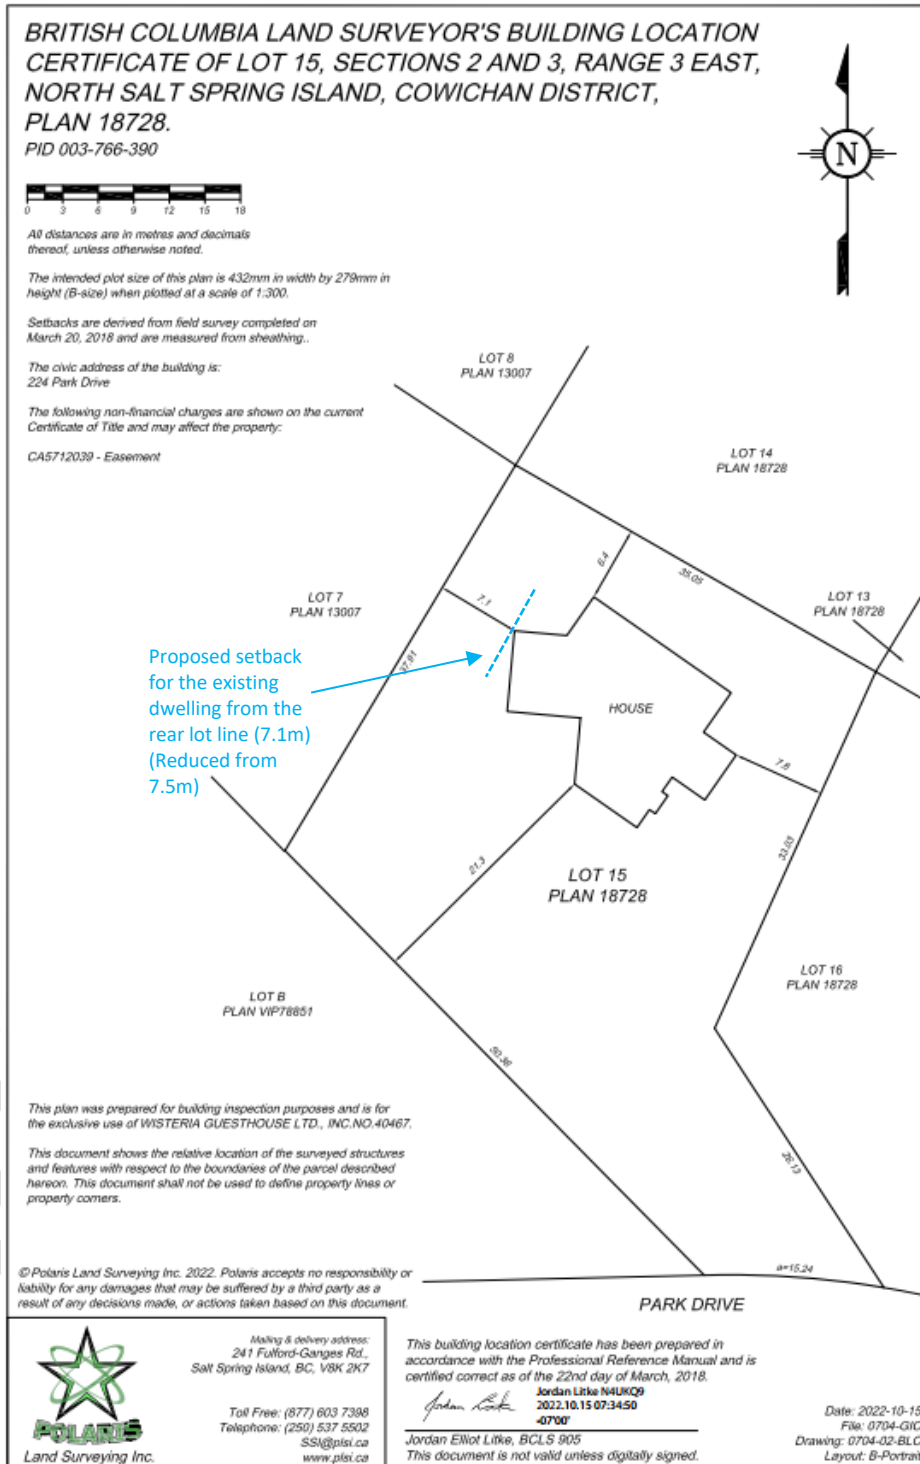 BRITISH COLUMBIA LAND SURVEYOR'S BUILDING LOCATION
CERTIFICATE OF LOT 15, SECTIONS 2 AND 3, RANGE 3 EAST,
NORTH SALT SPRING ISLAND, COWICHAN DISTRICT,
PLAN 18728.
PID 003-766-390
N
0 3 6 9 12 15 18
All distances are in metres and decimals
thereof, unless otherwise noted.
The intended plot size of this plan is 432mm in width by 279mm in
height (B-size) when plotted at a scale of 1:300.
Setbacks are derived from field survey completed on
March 20, 2018 and are measured from sheathing..
The civic address of the building is:
224 Park Drive
The following non-financial charges are shown on the current
Certificate of Title and may affect the property:
CA5712039 - Easement
LOT 8
PLAN 13007
LOT 14
PLAN 18728
6.4
35.05
7.1
LOT 7
PLAN 13007
LOT 13
PLAN 18728
37.91
Proposed setback
for the existing
dwelling from the
rear lot line (7.1m)
(Reduced from
7.5m)
HOUSE
7.8
33.03
21.3
LOT 15
PLAN 18728
LOT 16
PLAN 18728
LOT B
PLAN VIP78851
50.36
26.13
This plan was prepared for building inspection purposes and is for
the exclusive use of WISTERIA GUESTHOUSE LTD., INC.NO.40467.
This document shows the relative location of the surveyed structures
and features with respect to the boundaries of the parcel described
hereon. This document shall not be used to define property lines or
property corners.
© Polaris Land Surveying Inc. 2022. Polaris accepts no responsibility or
liability for any damages that may be suffered by a third party as a
result of any decisions made, or actions taken based on this document.
a=15.24
PARK DRIVE
POLARIS
Land Surveying Inc.
Mailing & delivery address:
241 Fulford-Ganges Rd.,
Salt Spring Island, BC, V8K 2K7
Toll Free: (877) 603 7398
Telephone: (250) 537 5502
SSI@plsi.ca
www.plsi.ca
This building location certificate has been prepared in
accordance with the Professional Reference Manual and is
certified correct as of the 22nd day of March, 2018.
Jordan Litke
Jordan Litke N4UKQ9
2022.10.15 07:34:50
-07'00'
Jordan Elliot Litke, BCLS 905
This document is not valid unless digitally signed.
Date: 2022-10-15
File: 0704-GIC
Drawing: 0704-02-BLC
Layout: B-Portrait